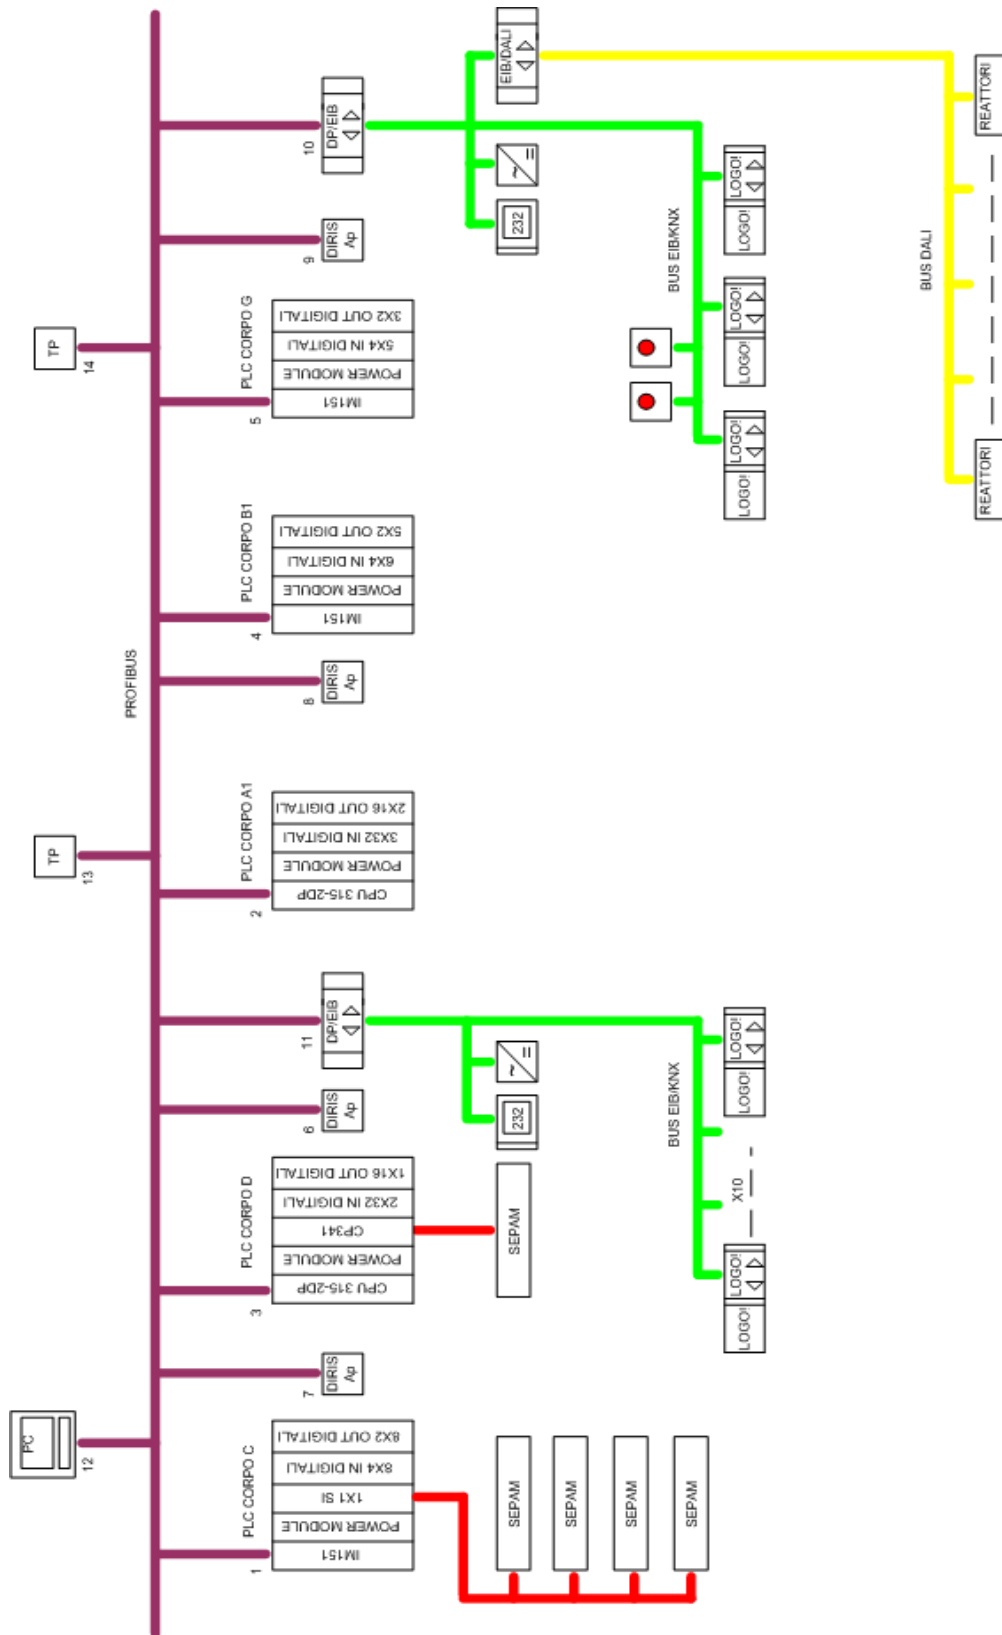 PC
12
TP
13
TP
14
PROFIBUS
PLC CORPO C
1
IM151
POWER MODULE
1X1 SI
8X4 IN DIGITALI
8X2 OUT DIGITALI
7
DIRIS
Ap
PLC CORPO D
3
CPU 315-2DP
POWER MODULE
CP341
2X32 IN DIGITALI
1X16 OUT DIGITALI
6
DIRIS
Ap
11
DP/EIB
PLC CORPO A1
2
CPU 315-2DP
POWER MODULE
3X32 IN DIGITALI
2X16 OUT DIGITALI
8
DIRIS
Ap
PLC CORPO B1
4
IM151
POWER MODULE
6X4 IN DIGITALI
5X2 OUT DIGITALI
PLC CORPO G
5
IM151
POWER MODULE
5X4 IN DIGITALI
3X2 OUT DIGITALI
9
DIRIS
Ap
10
DP/EIB
SEPAM
SEPAM
SEPAM
SEPAM
SEPAM
232
~
=
232
~
=
EIB/DALI
BUS EIB/KNX
LOGO!
LOGO!
X10
LOGO!
LOGO!
BUS EIB/KNX
LOGO!
LOGO!
LOGO!
LOGO!
LOGO!
LOGO!
BUS DALI
REATTORI
REATTORI